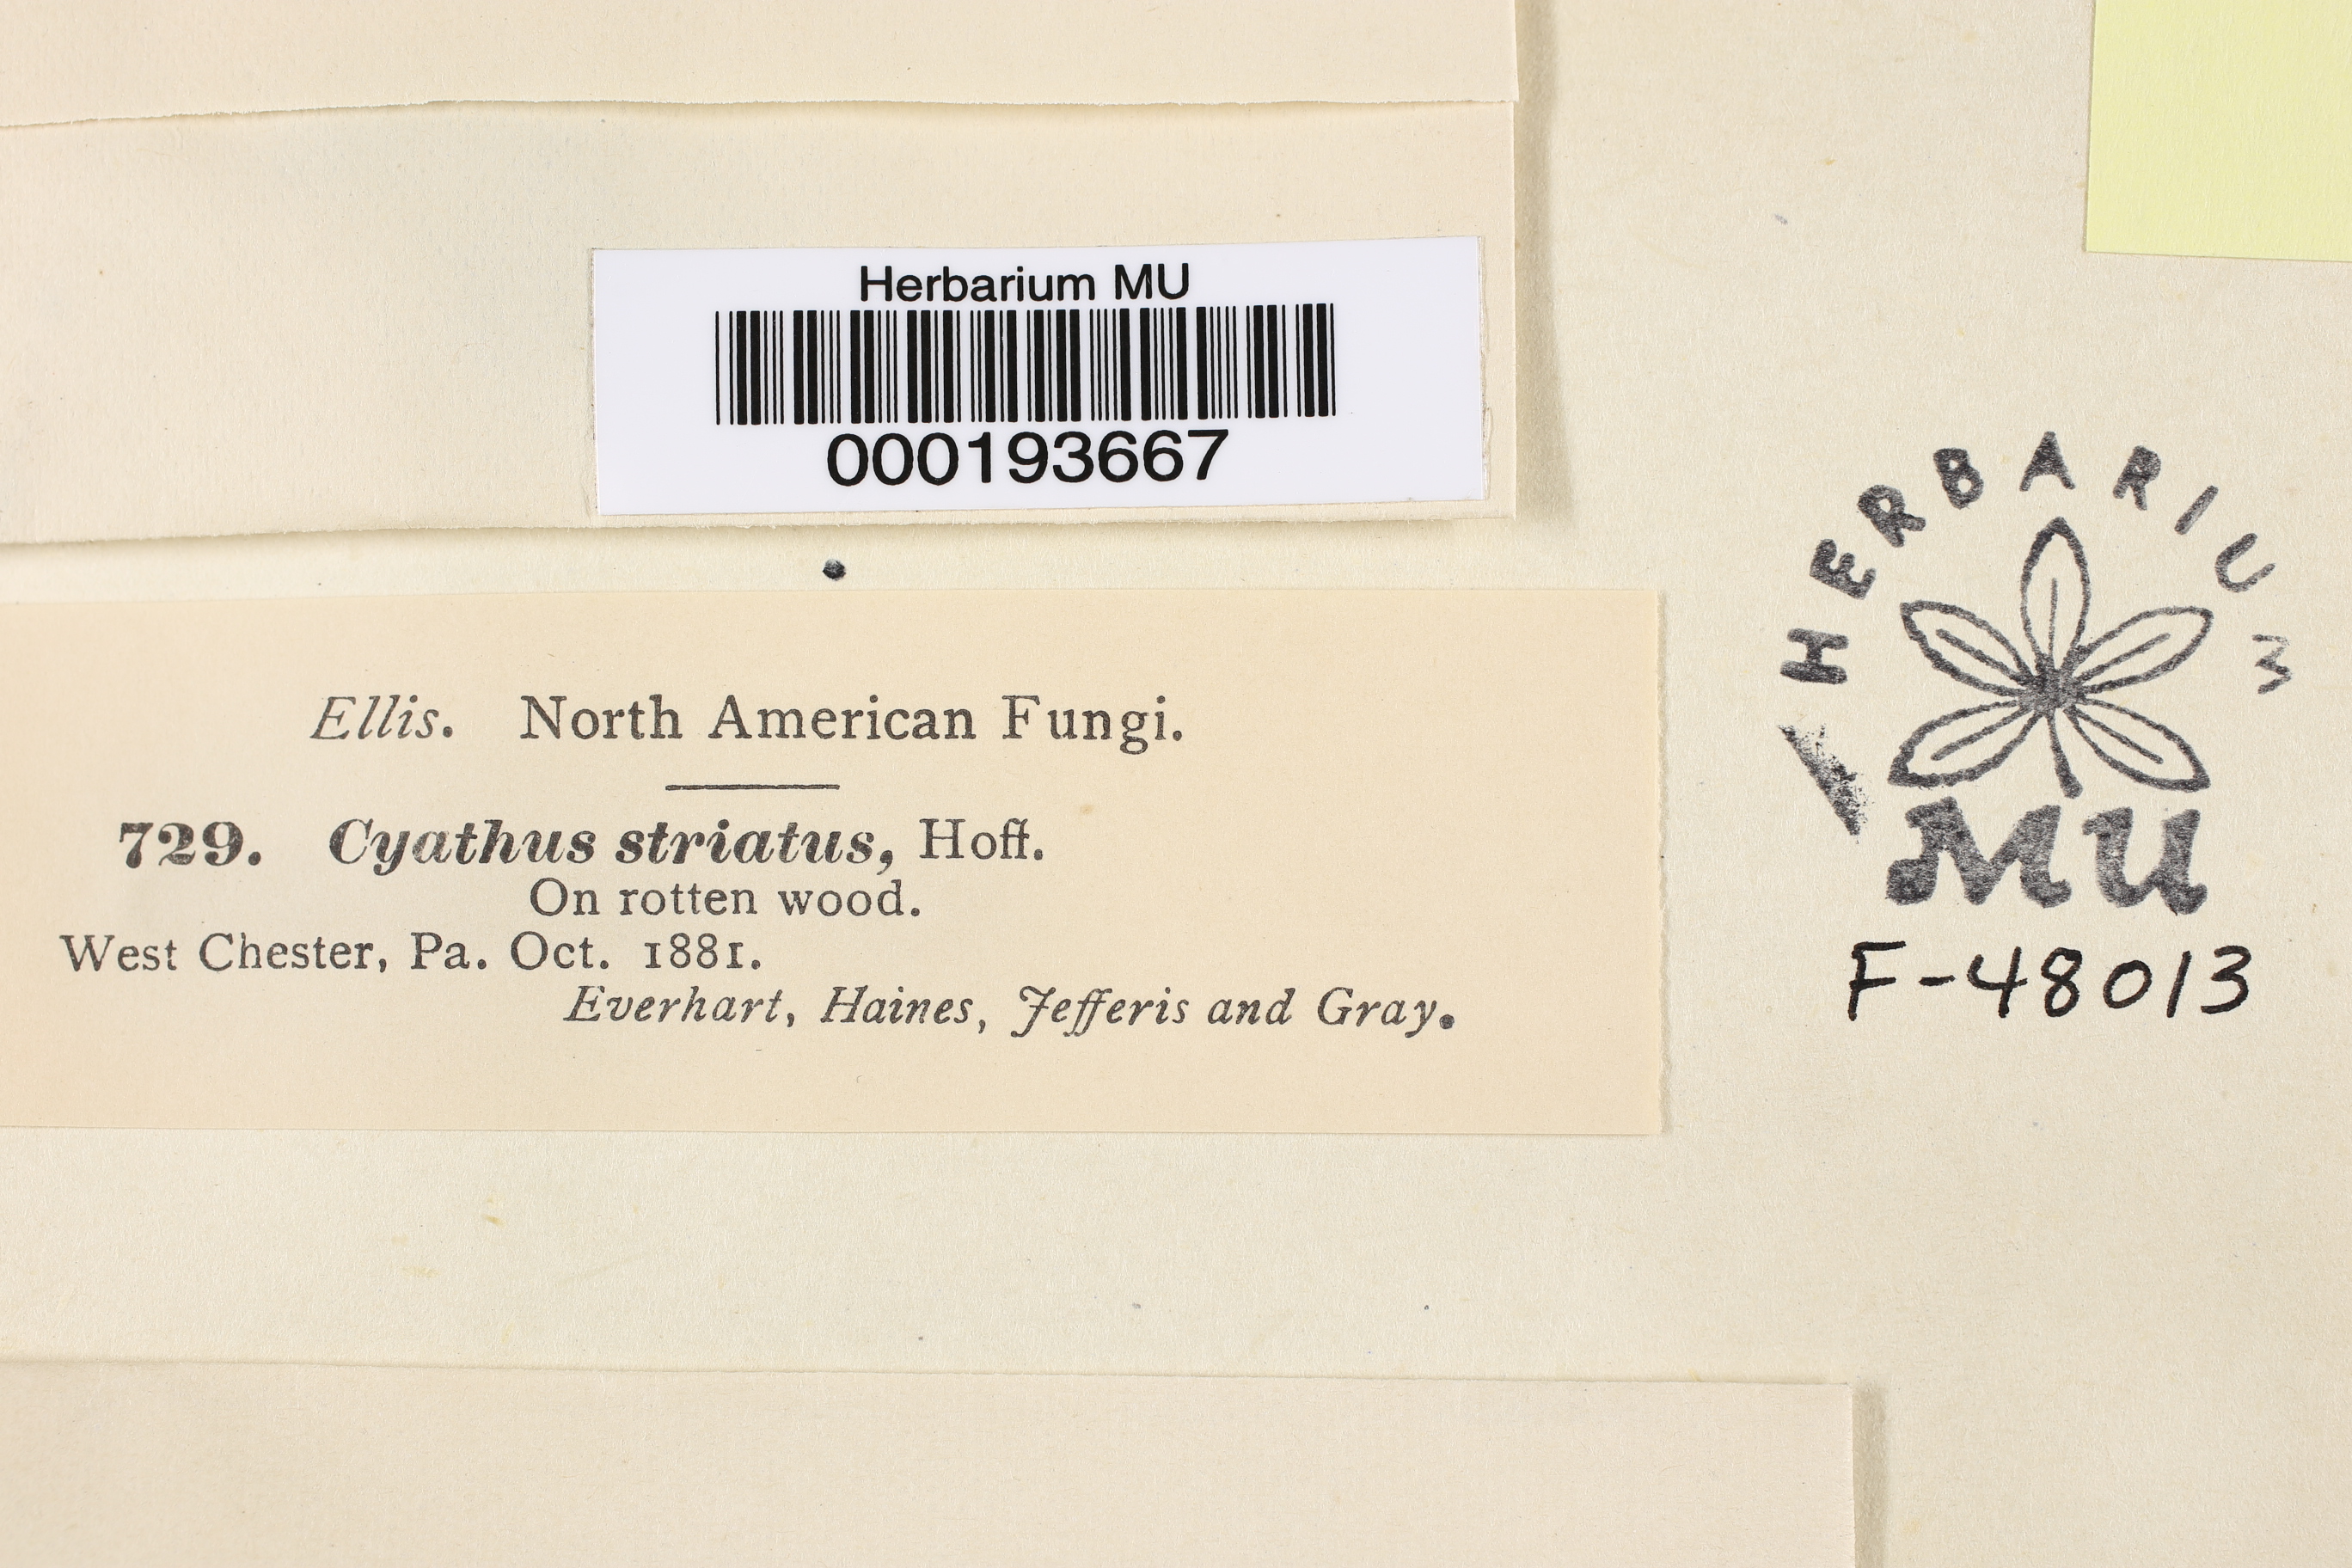 Herbarium MU
000193667
HERBARIUM
MU
F-48013
Ellis. North American Fungi.
729. Cyathus striatus, Hoff.
On rotten wood.
West Chester, Pa. Oct. 1881.
Everhart, Haines, Jefferis and Gray.